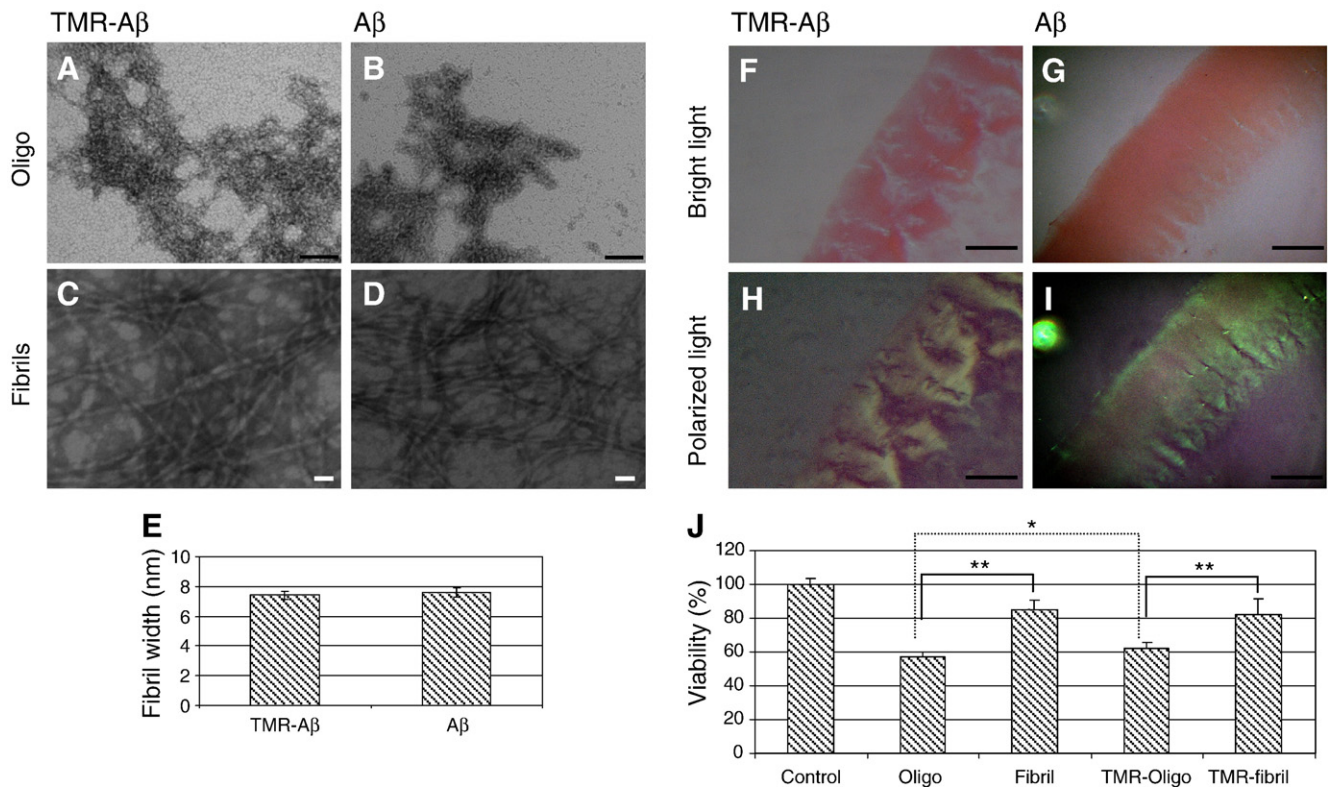 TMR-Aβ
Aβ
Oligo
A
B
Fibrils
C
D
TMR-Aβ
Aβ
Bright light
F
G
Polarized light
H
I
E
Fibril width (nm)
10
8
6
4
2
0
TMR-Aβ
Aβ
J
Viability (%)
120
100
80
60
40
20
0
*
**
**
Control
Oligo
Fibril
TMR-Oligo
TMR-fibril